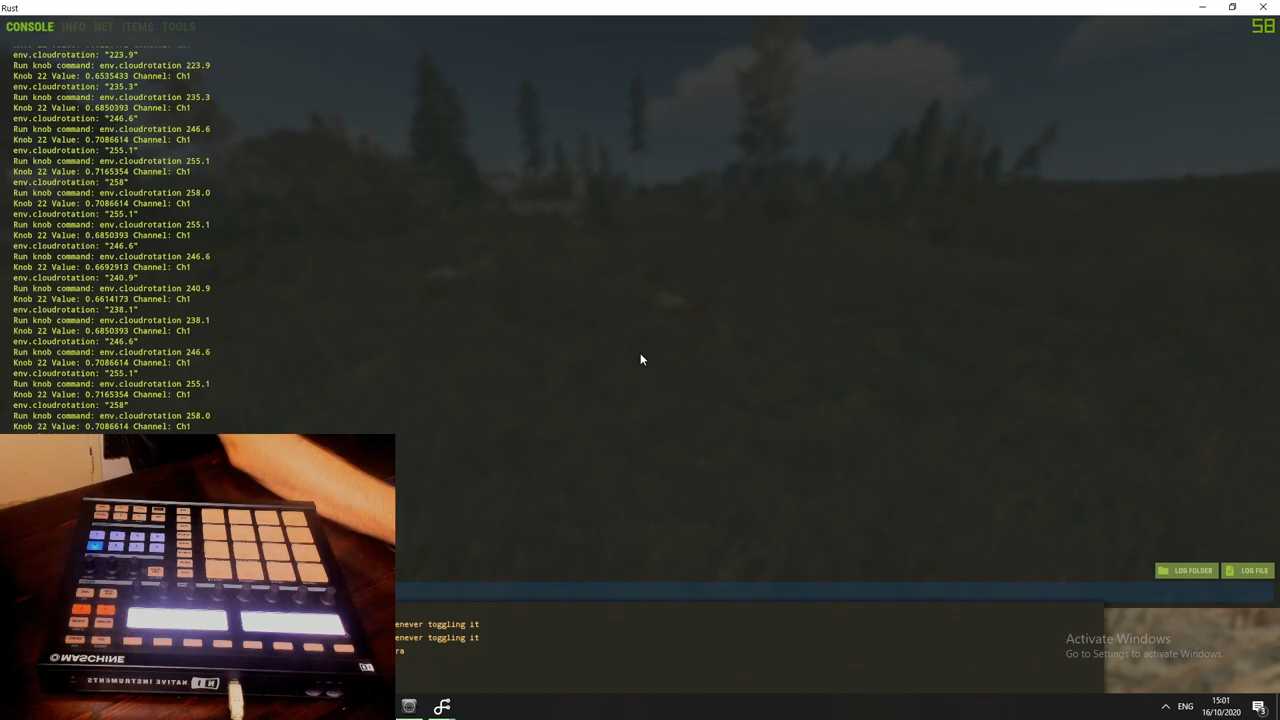 Rust
CONSOLE INFO NET ITEMS TOOLS
58
env.cloudrotation: "223.9"
Run knob command: env.cloudrotation 223.9
Knob 22 Value: 0.6535433 Channel: Ch1
env.cloudrotation: "235.3"
Run knob command: env.cloudrotation 235.3
Knob 22 Value: 0.6850393 Channel: Ch1
env.cloudrotation: "246.6"
Run knob command: env.cloudrotation 246.6
Knob 22 Value: 0.7086614 Channel: Ch1
env.cloudrotation: "255.1"
Run knob command: env.cloudrotation 255.1
Knob 22 Value: 0.7165354 Channel: Ch1
env.cloudrotation: "258"
Run knob command: env.cloudrotation 258.0
Knob 22 Value: 0.7086614 Channel: Ch1
env.cloudrotation: "255.1"
Run knob command: env.cloudrotation 255.1
Knob 22 Value: 0.6850393 Channel: Ch1
env.cloudrotation: "246.6"
Run knob command: env.cloudrotation 246.6
Knob 22 Value: 0.6692913 Channel: Ch1
env.cloudrotation: "240.9"
Run knob command: env.cloudrotation 240.9
Knob 22 Value: 0.6614173 Channel: Ch1
env.cloudrotation: "238.1"
Run knob command: env.cloudrotation 238.1
Knob 22 Value: 0.6850393 Channel: Ch1
env.cloudrotation: "246.6"
Run knob command: env.cloudrotation 246.6
Knob 22 Value: 0.7086614 Channel: Ch1
env.cloudrotation: "255.1"
Run knob command: env.cloudrotation 255.1
Knob 22 Value: 0.7165354 Channel: Ch1
env.cloudrotation: "258"
Run knob command: env.cloudrotation 258.0
Knob 22 Value: 0.7086614 Channel: Ch1
LOG FOLDER LOG FILE
enever toggling it
enever toggling it
ra
MASCHINE
NATIVE INSTRUMENTS
Activate Windows
Go to Settings to activate Windows.
ENG
15:01
16/10/2020
3